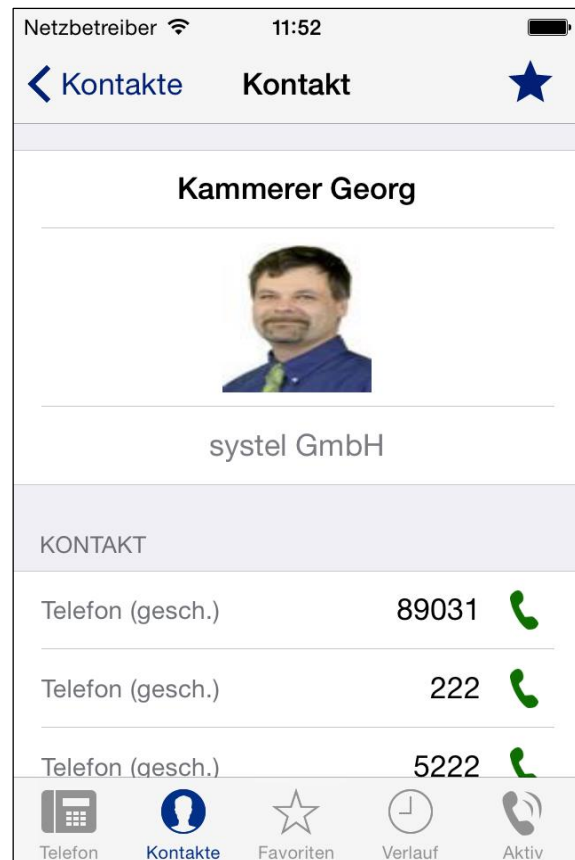 Netzbetreiber 11:52
Kontakte Kontakt
Kammerer Georg
systel GmbH
KONTAKT
Telefon (gesch.) 89031
Telefon (gesch.) 222
Telefon (gesch.) 5222
Telefon Kontakte Favoriten Verlauf Aktiv